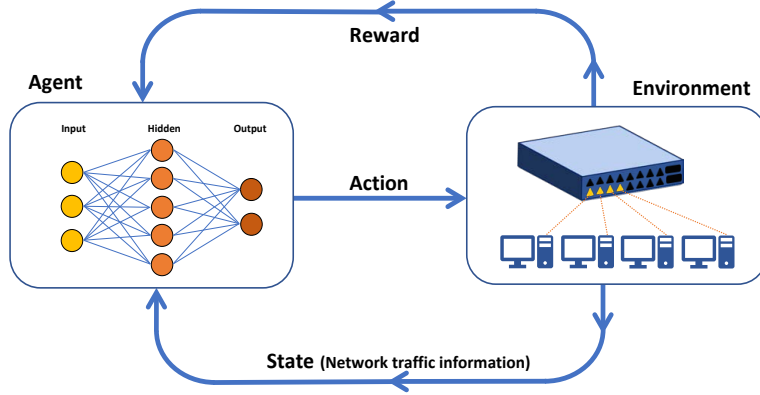 Reward
Agent
Environment
Input
Hidden
Output
Action
State (Network traffic information)